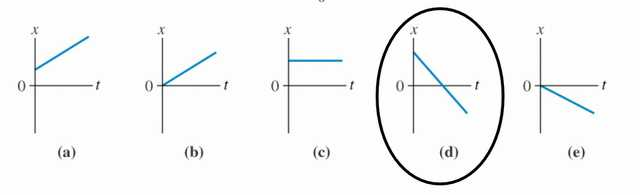 x x x x x
0 t 0 t 0 t 0 t 0 t
(a) (b) (c) (d) (e)